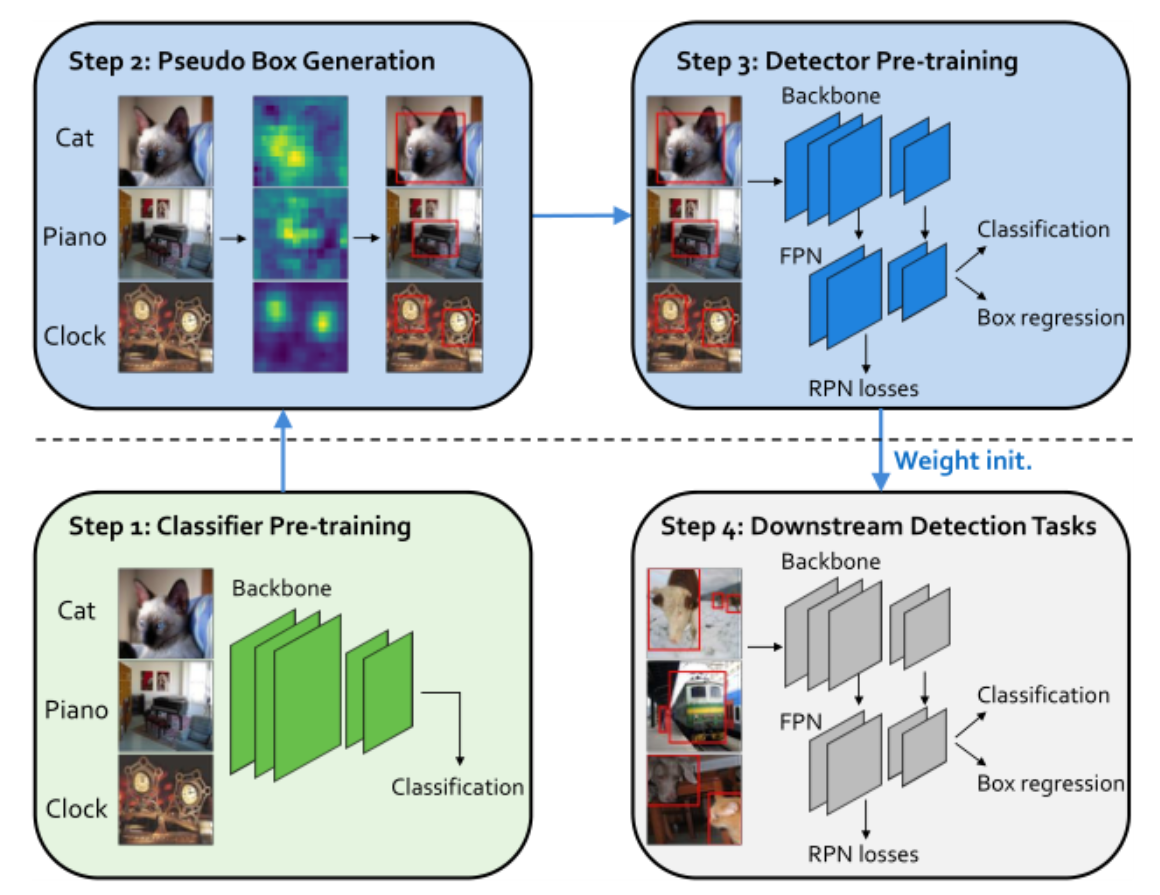 Step 2: Pseudo Box Generation
Cat
Piano
Clock
Step 3: Detector Pre-training
Backbone
FPN
Classification
Box regression
RPN losses
Weight init.
Step 1: Classifier Pre-training
Cat
Backbone
Piano
Classification
Clock
Step 4: Downstream Detection Tasks
Backbone
FPN
Classification
Box regression
RPN losses